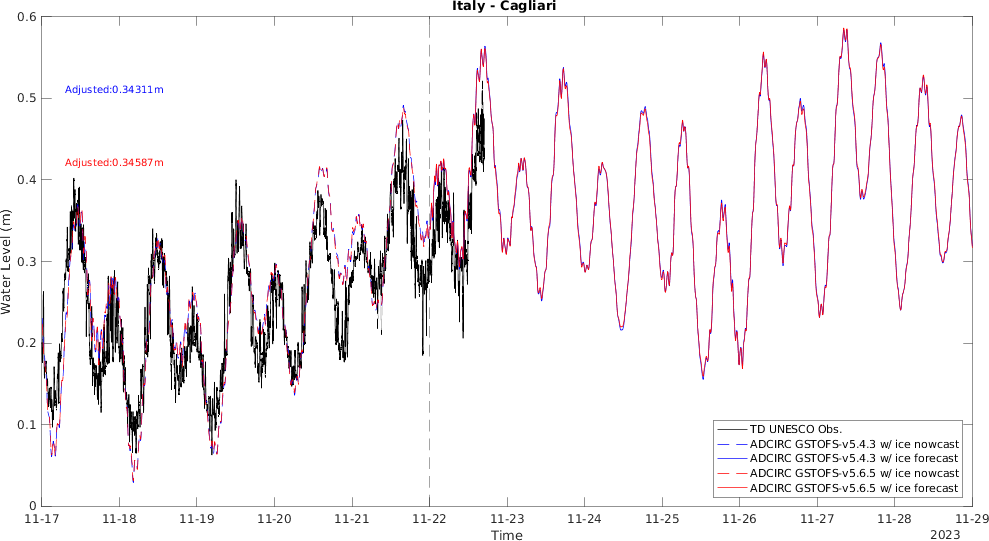 Italy - Cagliari
0.6
0.5
0.4
0.3
0.2
0.1
0
Water Level (m)
Adjusted:0.34311m
Adjusted:0.34587m
TD UNESCO Obs.
ADCIRC GSTOFS-v5.4.3 w/ ice nowcast
ADCIRC GSTOFS-v5.4.3 w/ ice forecast
ADCIRC GSTOFS-v5.6.5 w/ ice nowcast
ADCIRC GSTOFS-v5.6.5 w/ ice forecast
11-17 11-18 11-19 11-20 11-21 11-22 11-23 11-24 11-25 11-26 11-27 11-28 11-29
Time
2023